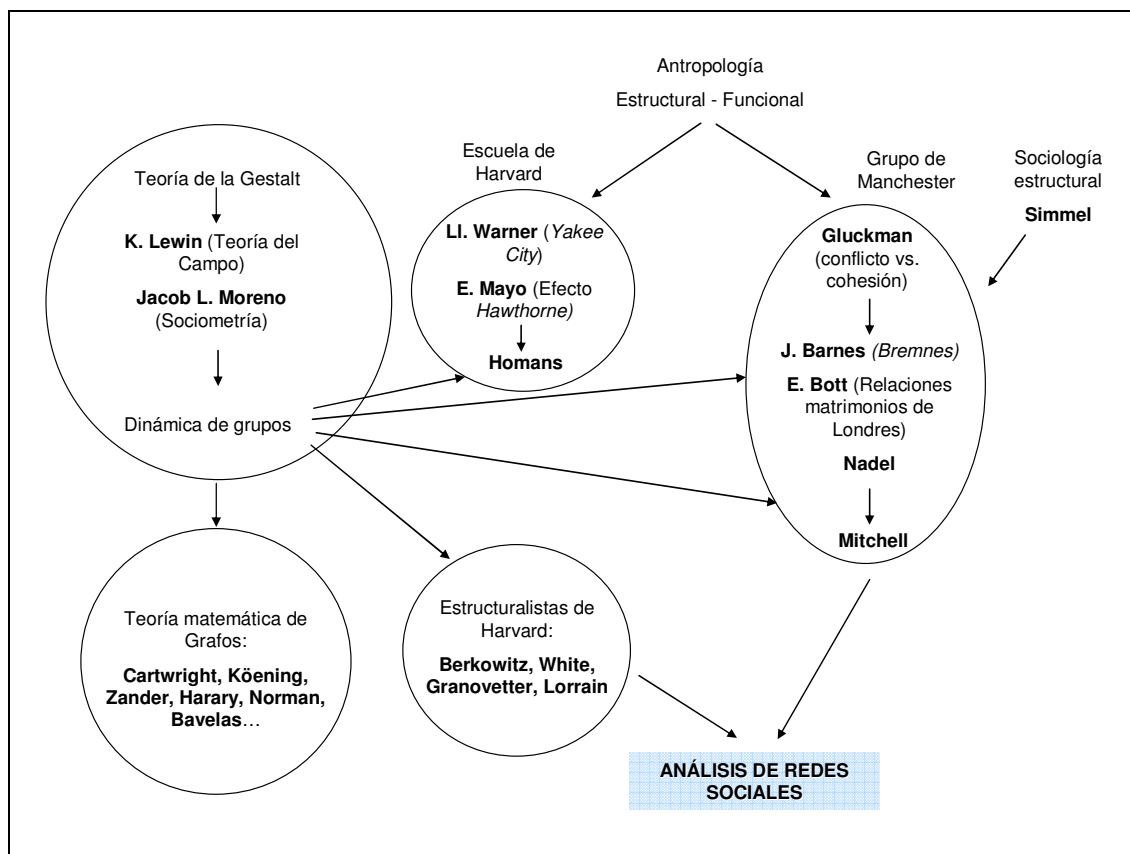 Antropología
Estructural - Funcional
Escuela de
Harvard
Grupo de
Manchester
Sociología
estructural
Simmel
Teoría de la Gestalt
K. Lewin (Teoría del
Campo)
Jacob L. Moreno
(Sociometría)
Dinámica de grupos
Ll. Warner (Yakee
City)
E. Mayo (Efecto
Hawthorne)
Homans
Gluckman
(conflicto vs.
cohesión)
J. Barnes (Bremnes)
E. Bott (Relaciones
matrimonios de
Londres)
Nadel
Mitchell
Teoría matemática de
Grafos:
Cartwright, Köening,
Zander, Harary, Norman,
Bavelas…
Estructuralistas de
Harvard:
Berkowitz, White,
Granovetter, Lorrain
ANÁLISIS DE REDES
SOCIALES